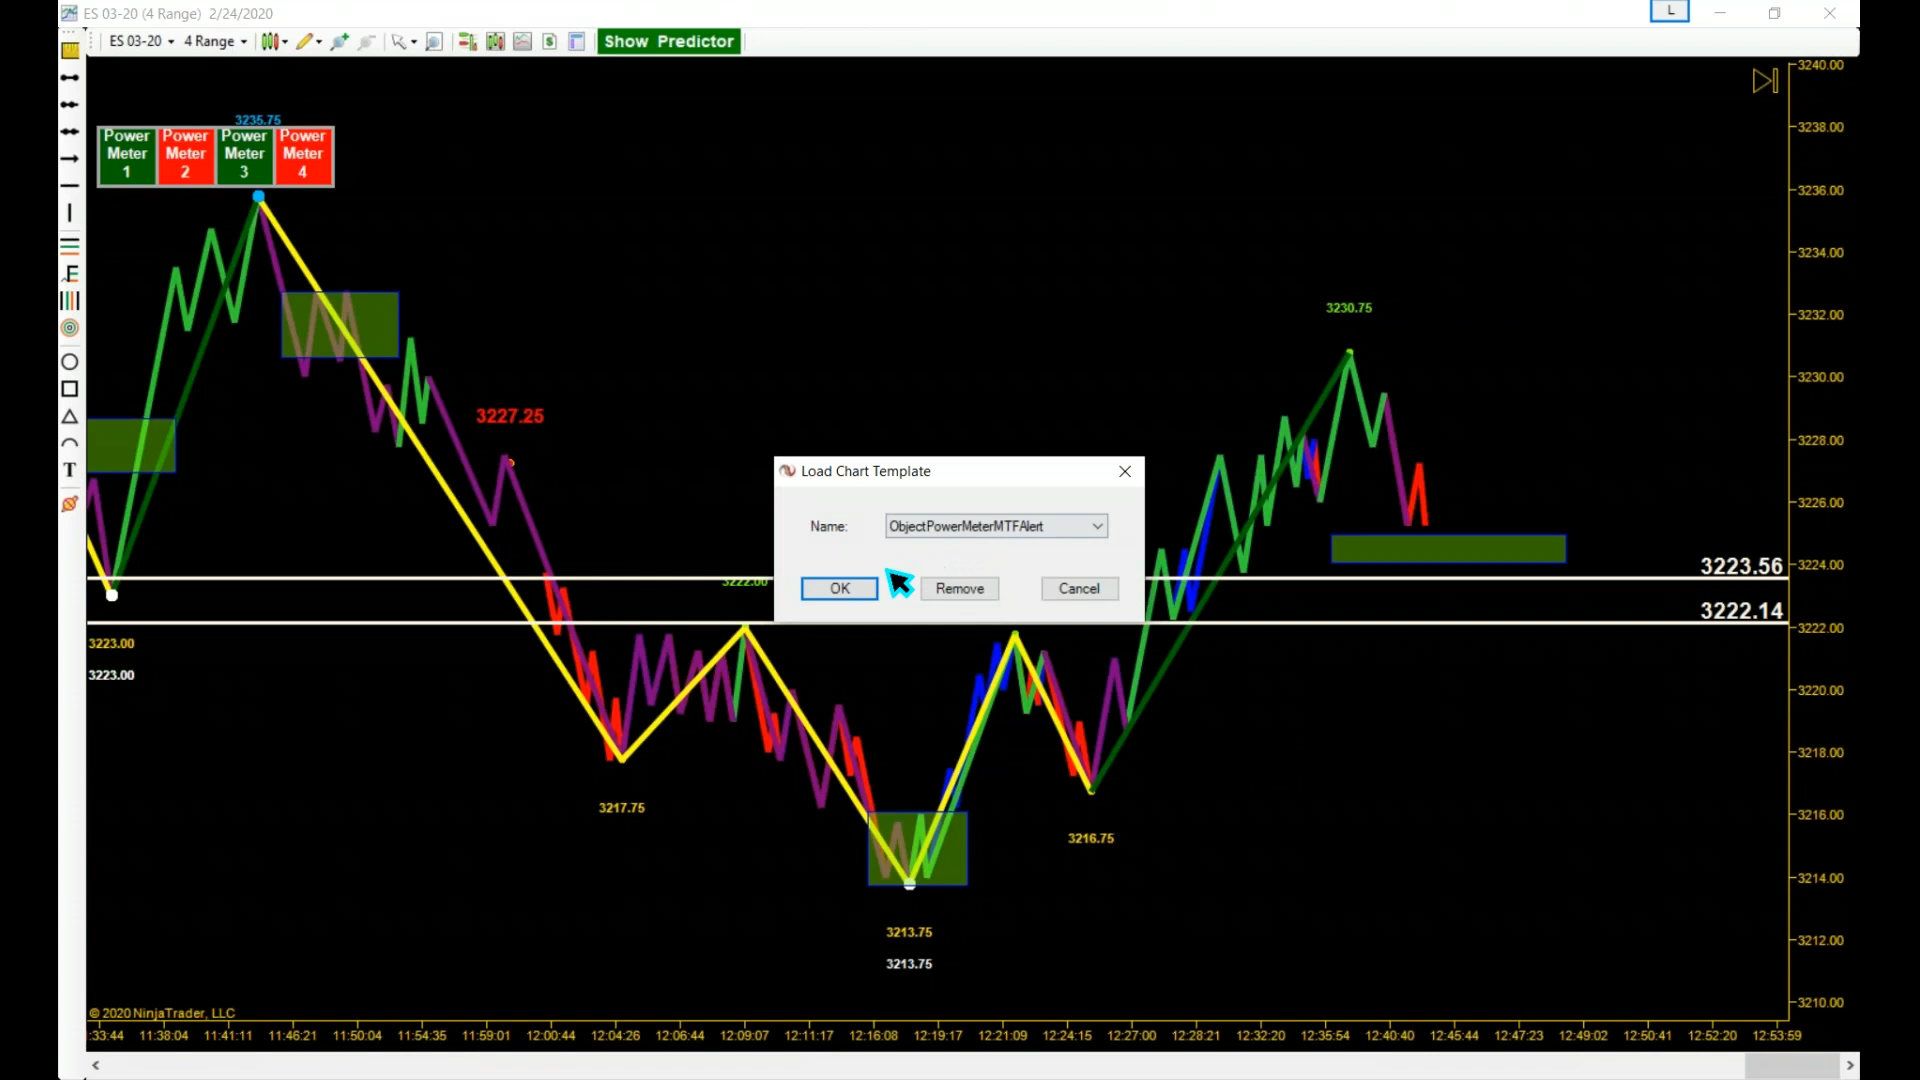 ES 03-20 (4 Range) 2/24/2020
L
ES 03-20
4 Range
Show Predictor
3240.00
3238.00
3236.00
3234.00
3232.00
3230.00
3228.00
3226.00
3224.00
3222.00
3220.00
3218.00
3216.00
3214.00
3212.00
3210.00
3235.75
Power Meter 1
Power Meter 2
Power Meter 3
Power Meter 4
E
T
3230.75
3227.25
Load Chart Template
Name:
ObjectPowerMeterMTFAlert
OK
Remove
Cancel
3223.56
3222.00
3222.14
3223.00
3223.00
3217.75
3216.75
3213.75
3213.75
© 2020 NinjaTrader, LLC
:33:44 11:38:04 11:41:11 11:46:21 11:50:04 11:54:35 11:59:01 12:00:44 12:04:26 12:06:44 12:09:07 12:11:17 12:16:08 12:19:17 12:21:09 12:24:15 12:27:00 12:28:21 12:32:20 12:35:54 12:40:40 12:45:44 12:47:23 12:49:02 12:50:41 12:52:20 12:53:59